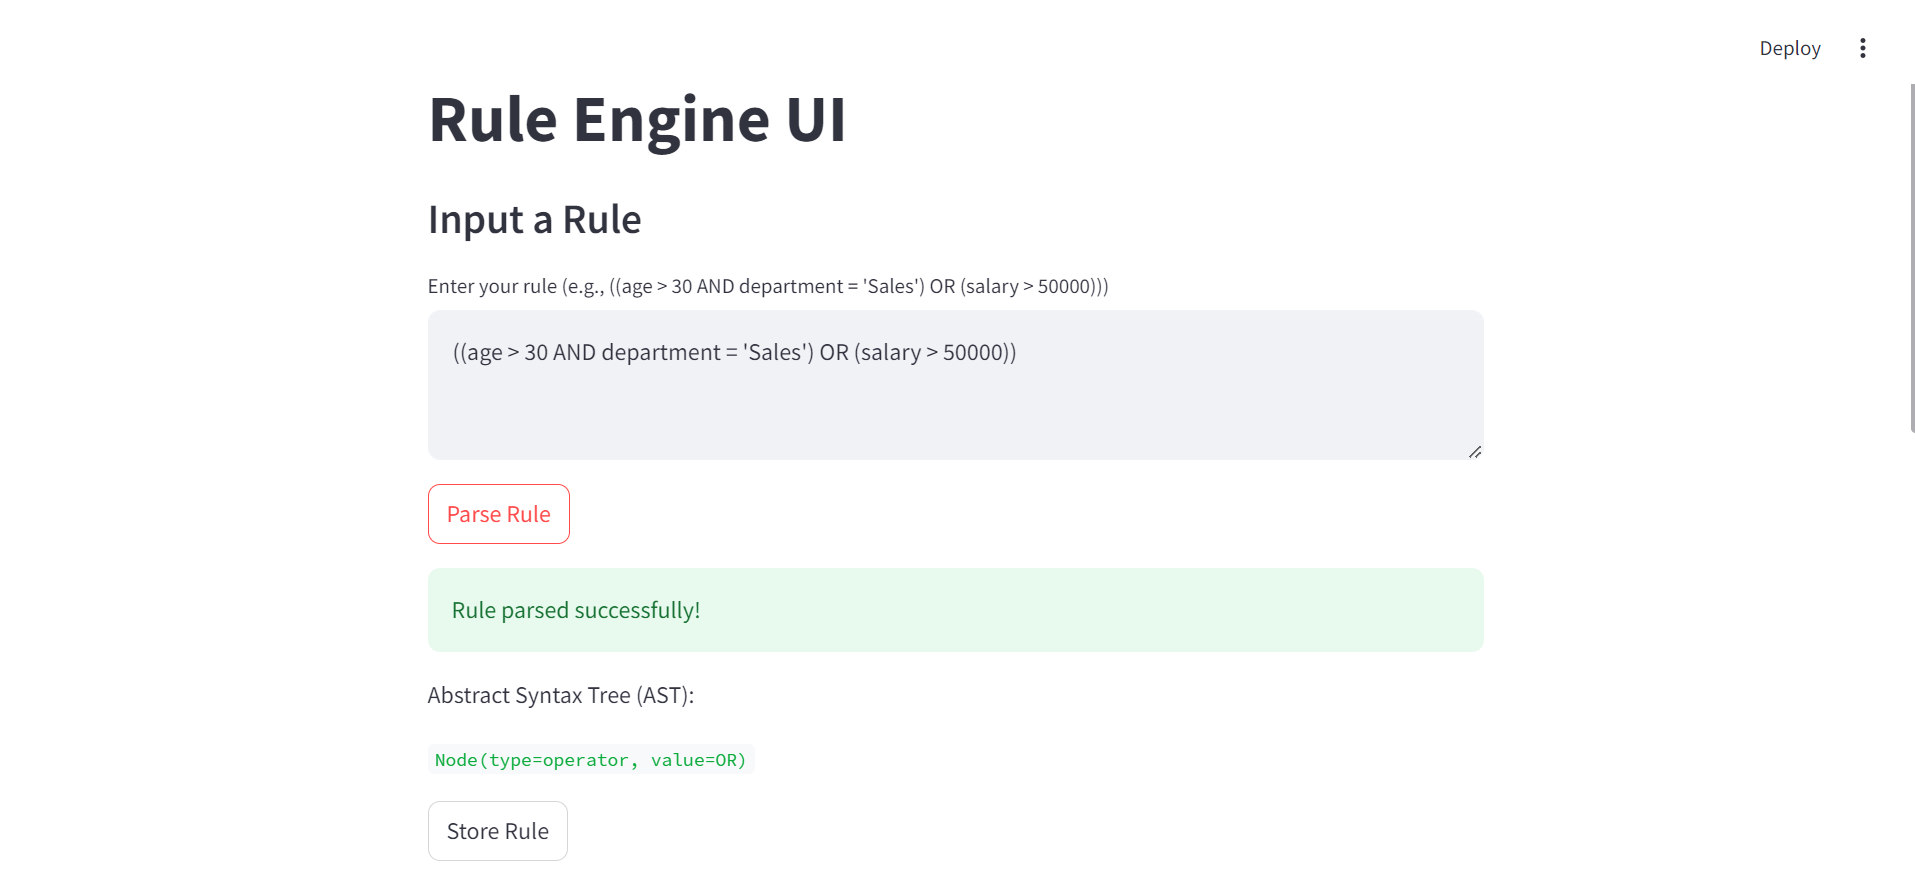 Deploy
Rule Engine UI
Input a Rule
Enter your rule (e.g., ((age > 30 AND department = 'Sales') OR (salary > 50000)))
((age > 30 AND department = 'Sales') OR (salary > 50000))
Parse Rule
Rule parsed successfully!
Abstract Syntax Tree (AST):
Node(type=operator, value=OR)
Store Rule